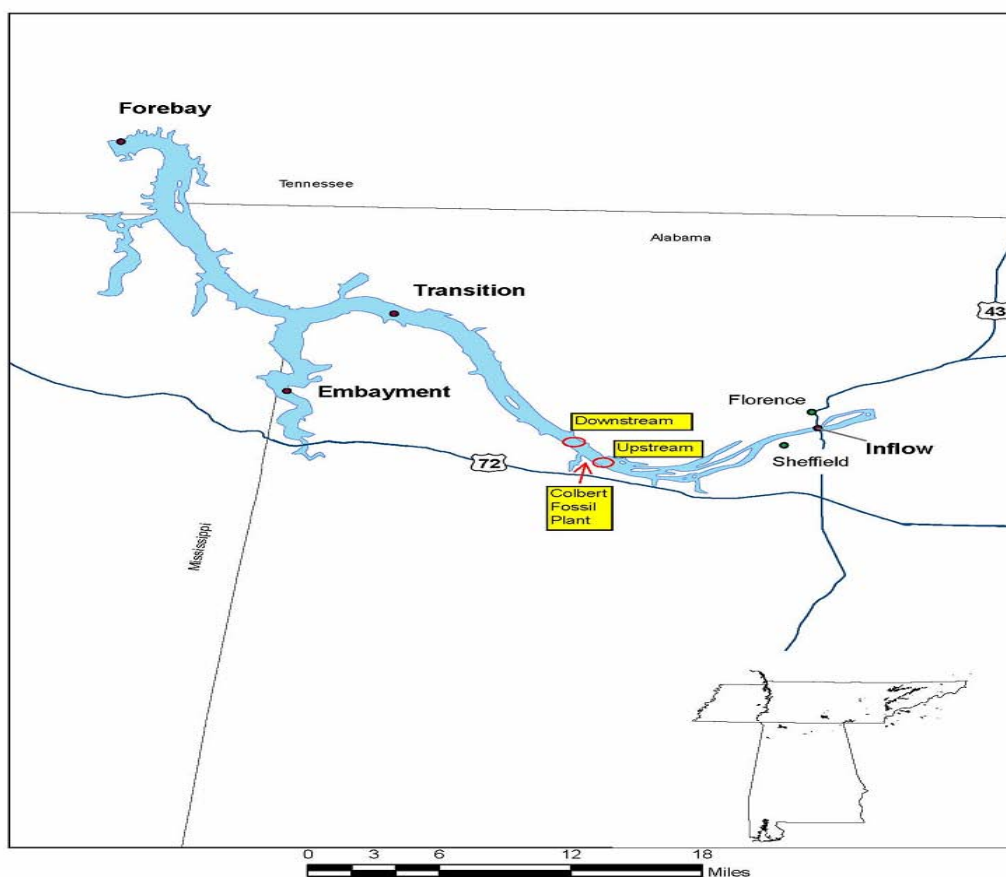 Forebay
Tennessee
Alabama
Transition
43
Embayment
Downstream
Florence
Upstream
Inflow
Sheffield
72
Colbert
Fossil
Plant
Mississippi
0 3 6 12 18
Miles